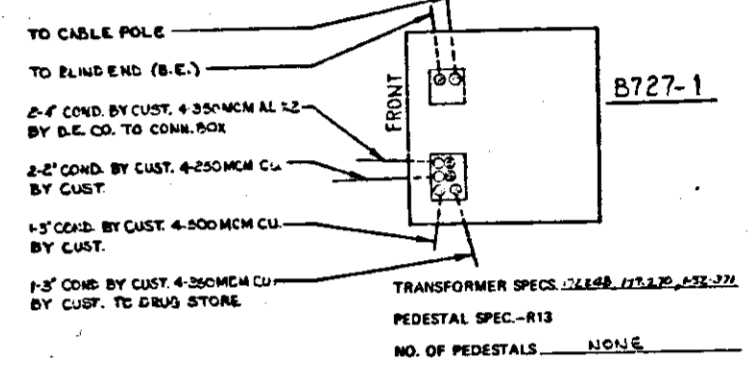 TO CABLE POLE
TO BLIND END (B.E.)
2-4" COND. BY CUST. 4-350MCM AL X2
BY D.E. CO. TO CONN. BOX
2-2" COND. BY CUST. 4-250MCM CU.
BY CUST.
1-3" COND. BY CUST. 4-500 MCM CU.
BY CUST.
1-3" COND BY CUST. 4-350MCM CU.
BY CUST. TO DRUG STORE
FRONT
B727-1
TRANSFORMER SPECS.
PEDESTAL SPEC.-R13
NO. OF PEDESTALS NONE